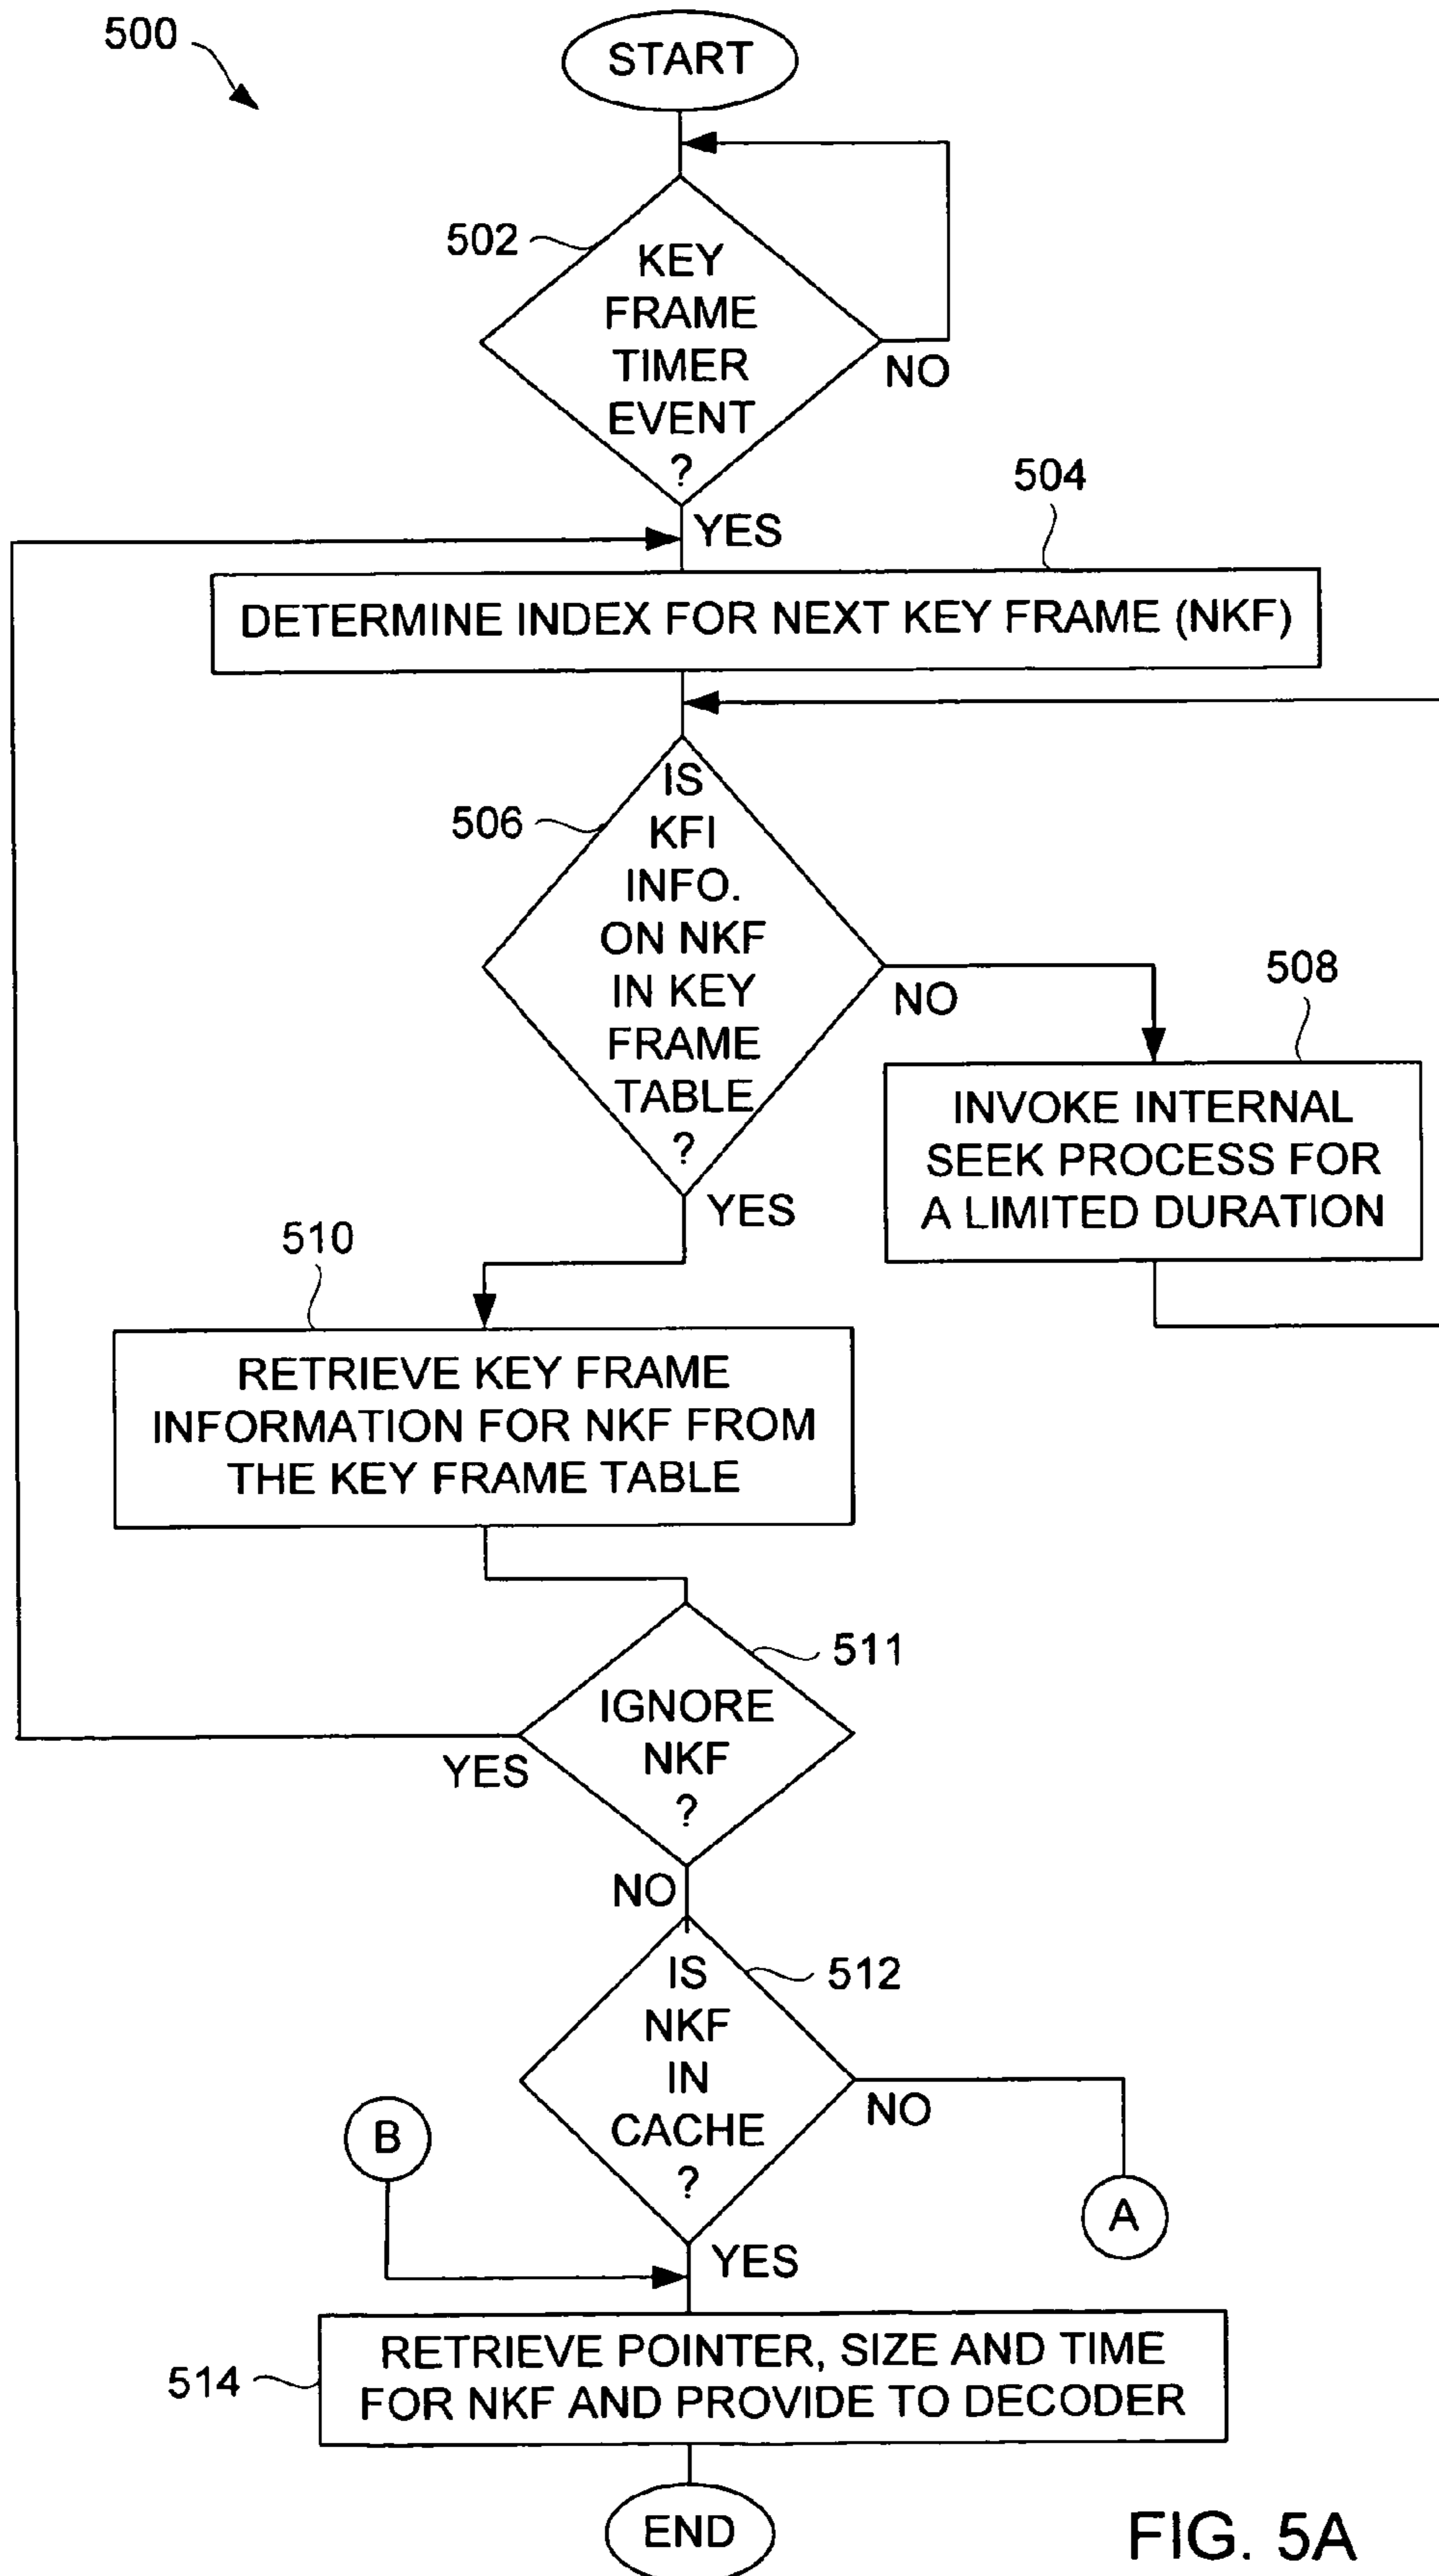 500
START
502
KEY
FRAME
TIMER
EVENT
?
NO
YES
504
DETERMINE INDEX FOR NEXT KEY FRAME (NKF)
506
IS
KFI
INFO.
ON NKF
IN KEY
FRAME
TABLE
?
NO
YES
508
INVOKE INTERNAL
SEEK PROCESS FOR
A LIMITED DURATION
510
RETRIEVE KEY FRAME
INFORMATION FOR NKF FROM
THE KEY FRAME TABLE
511
IGNORE
NKF
?
YES
NO
512
IS
NKF
IN
CACHE
?
NO
B
A
YES
514
RETRIEVE POINTER, SIZE AND TIME
FOR NKF AND PROVIDE TO DECODER
END
FIG. 5A